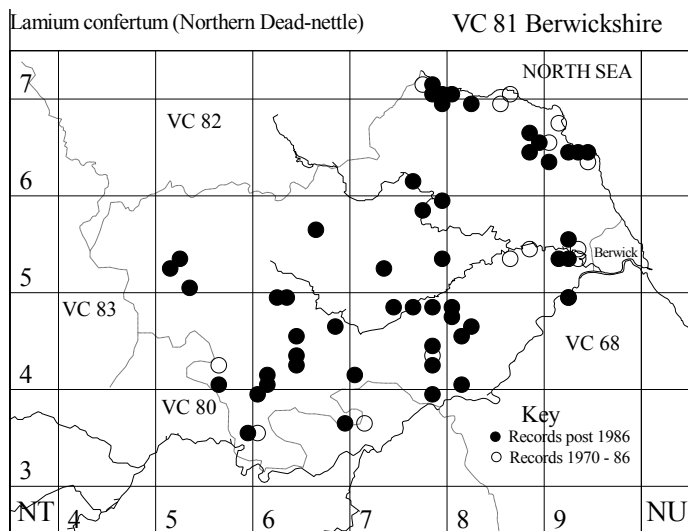 Lamium confertum (Northern Dead-nettle) VC 81 Berwickshire
NORTH SEA
7
VC 82
6
Berwick
5
VC 83
VC 68
4
VC 80
Key
Records post 1986
Records 1970 - 86
3
NT 4 5 6 7 8 9 NU